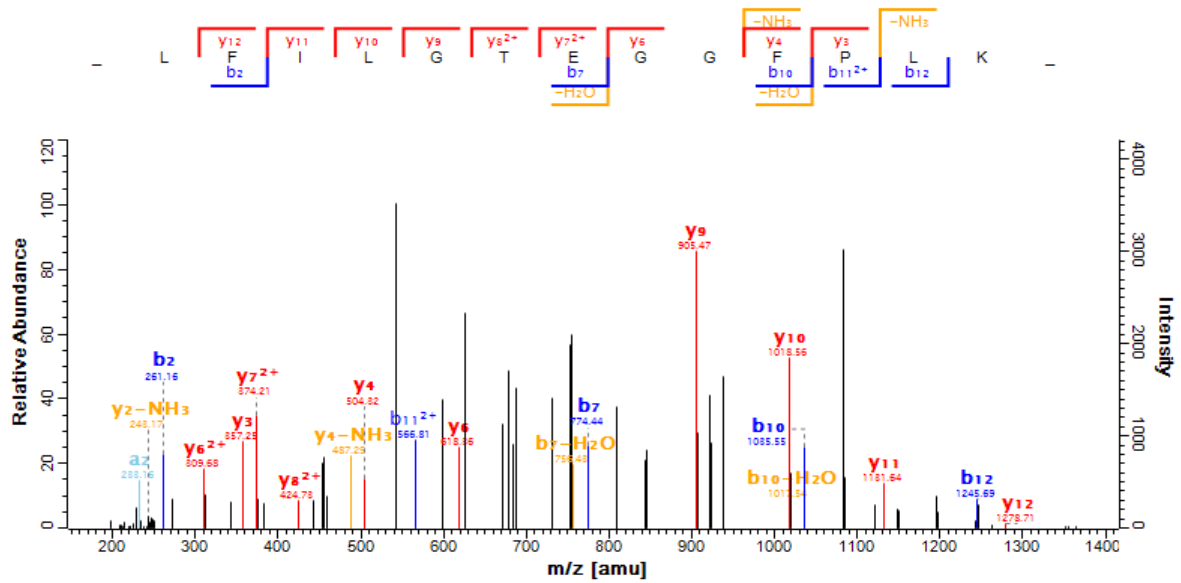 −NH₃ −NH₃
y₁₂ y₁₁ y₁₀ y₉ y₈²⁺ y₇²⁺ y₆ y₄ y₃
_ L F I L G T E G G F P L K _
b₂ b₇ b₁₀ b₁₁²⁺ b₁₂
−H₂O −H₂O
120
100
80
60
40
20
0
Relative Abundance
4000
3000
2000
1000
0
Intensity
a₂
y₂−NH₃
248.17
b₂
261.16
y₆²⁺
309.68
y₃
357.25
y₇²⁺
374.21
y₈²⁺
424.78
y₄−NH₃
487.29
y₄
504.32
b₁₁²⁺
566.81
y₆
618.36
b₇−H₂O
756.43
b₇
774.44
y₉
905.47
y₁₀
1018.56
b₁₀
1035.55
b₁₀−H₂O
1017.54
y₁₁
1131.64
b₁₂
1245.69
y₁₂
1278.71
200 300 400 500 600 700 800 900 1000 1100 1200 1300 1400
m/z [amu]